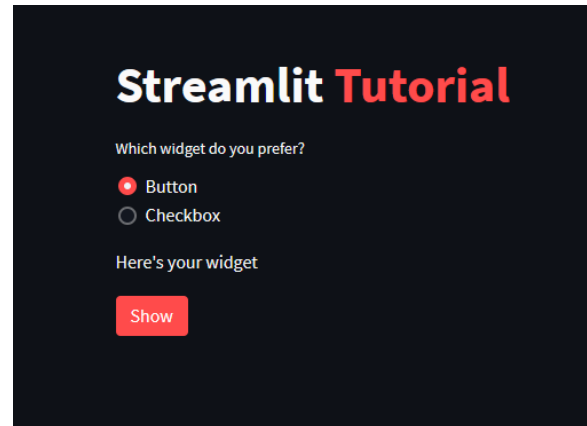 Streamlit Tutorial
Which widget do you prefer?
Button
Checkbox
Here's your widget
Show